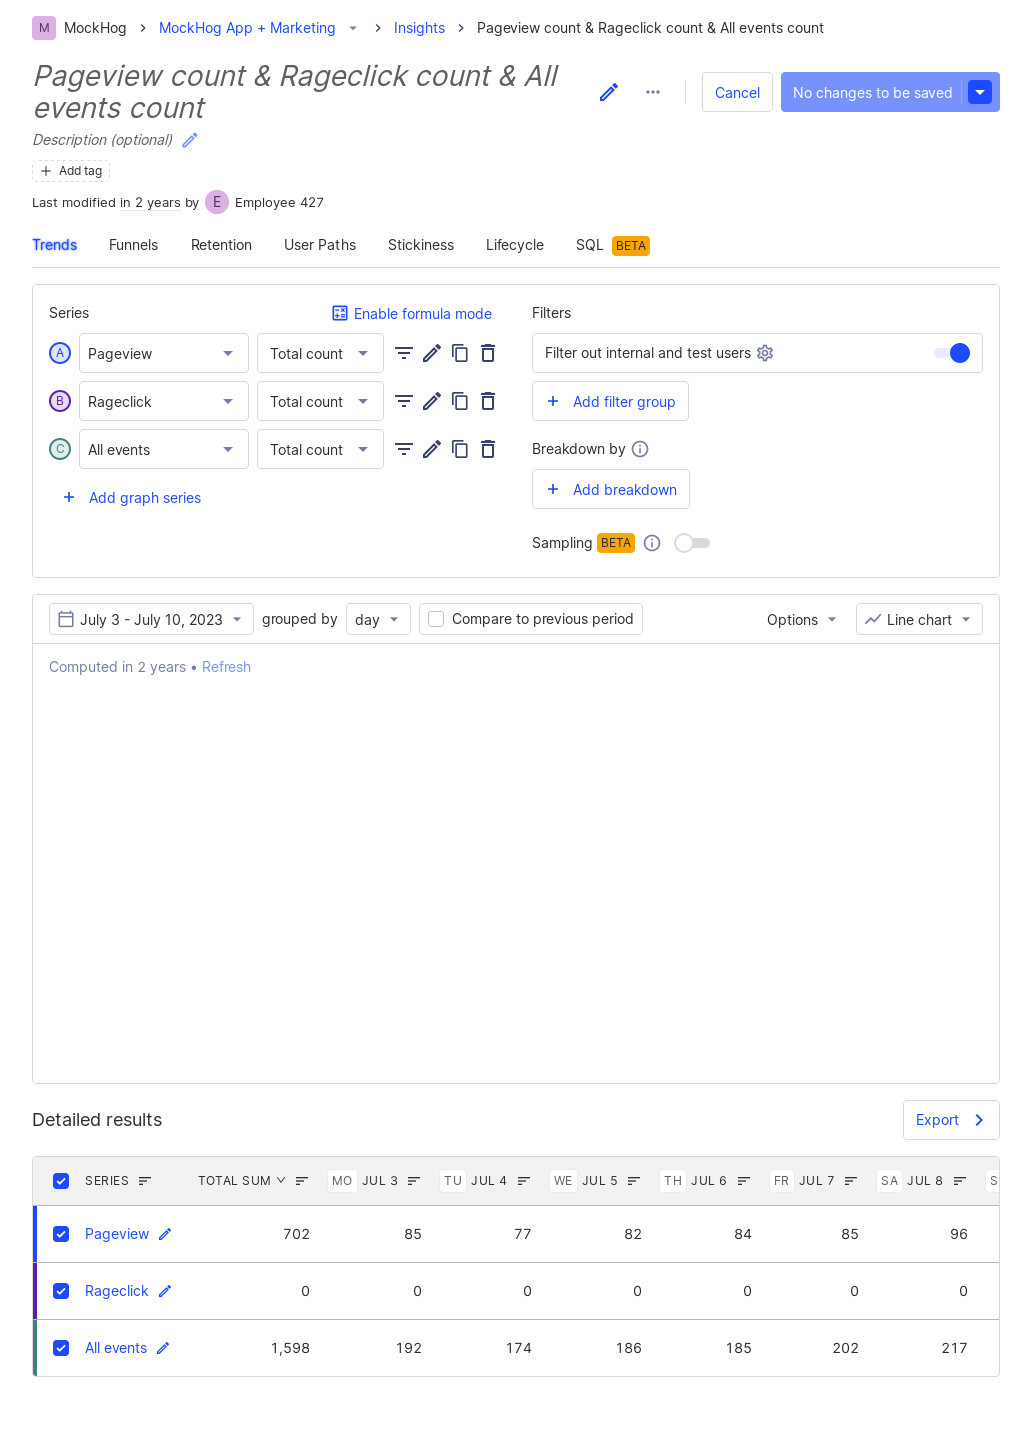 M MockHog MockHog App + Marketing Insights Pageview count & Rageclick count & All events count
Pageview count & Rageclick count & All
events count
Cancel No changes to be saved
Description (optional)
Add tag
Last modified in 2 years by E Employee 427
Trends Funnels Retention User Paths Stickiness Lifecycle SQL BETA
Series Enable formula mode
A Pageview Total count
B Rageclick Total count
C All events Total count
Add graph series
Filters
Filter out internal and test users
Add filter group
Breakdown by
Add breakdown
Sampling BETA
July 3 - July 10, 2023 grouped by day Compare to previous period Options Line chart
Computed in 2 years • Refresh
Detailed results Export
SERIES TOTAL SUM MO JUL 3 TU JUL 4 WE JUL 5 TH JUL 6 FR JUL 7 SA JUL 8 S
Pageview 702 85 77 82 84 85 96
Rageclick 0 0 0 0 0 0 0
All events 1,598 192 174 186 185 202 217